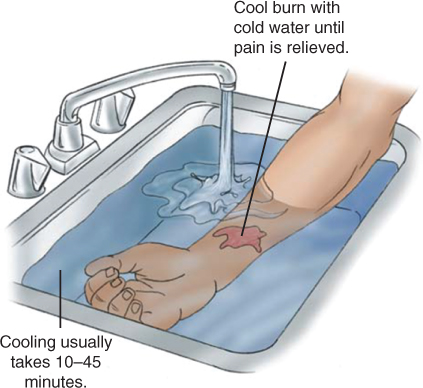 Cool burn with
cold water until
pain is relieved.
Cooling usually
takes 10–45
minutes.